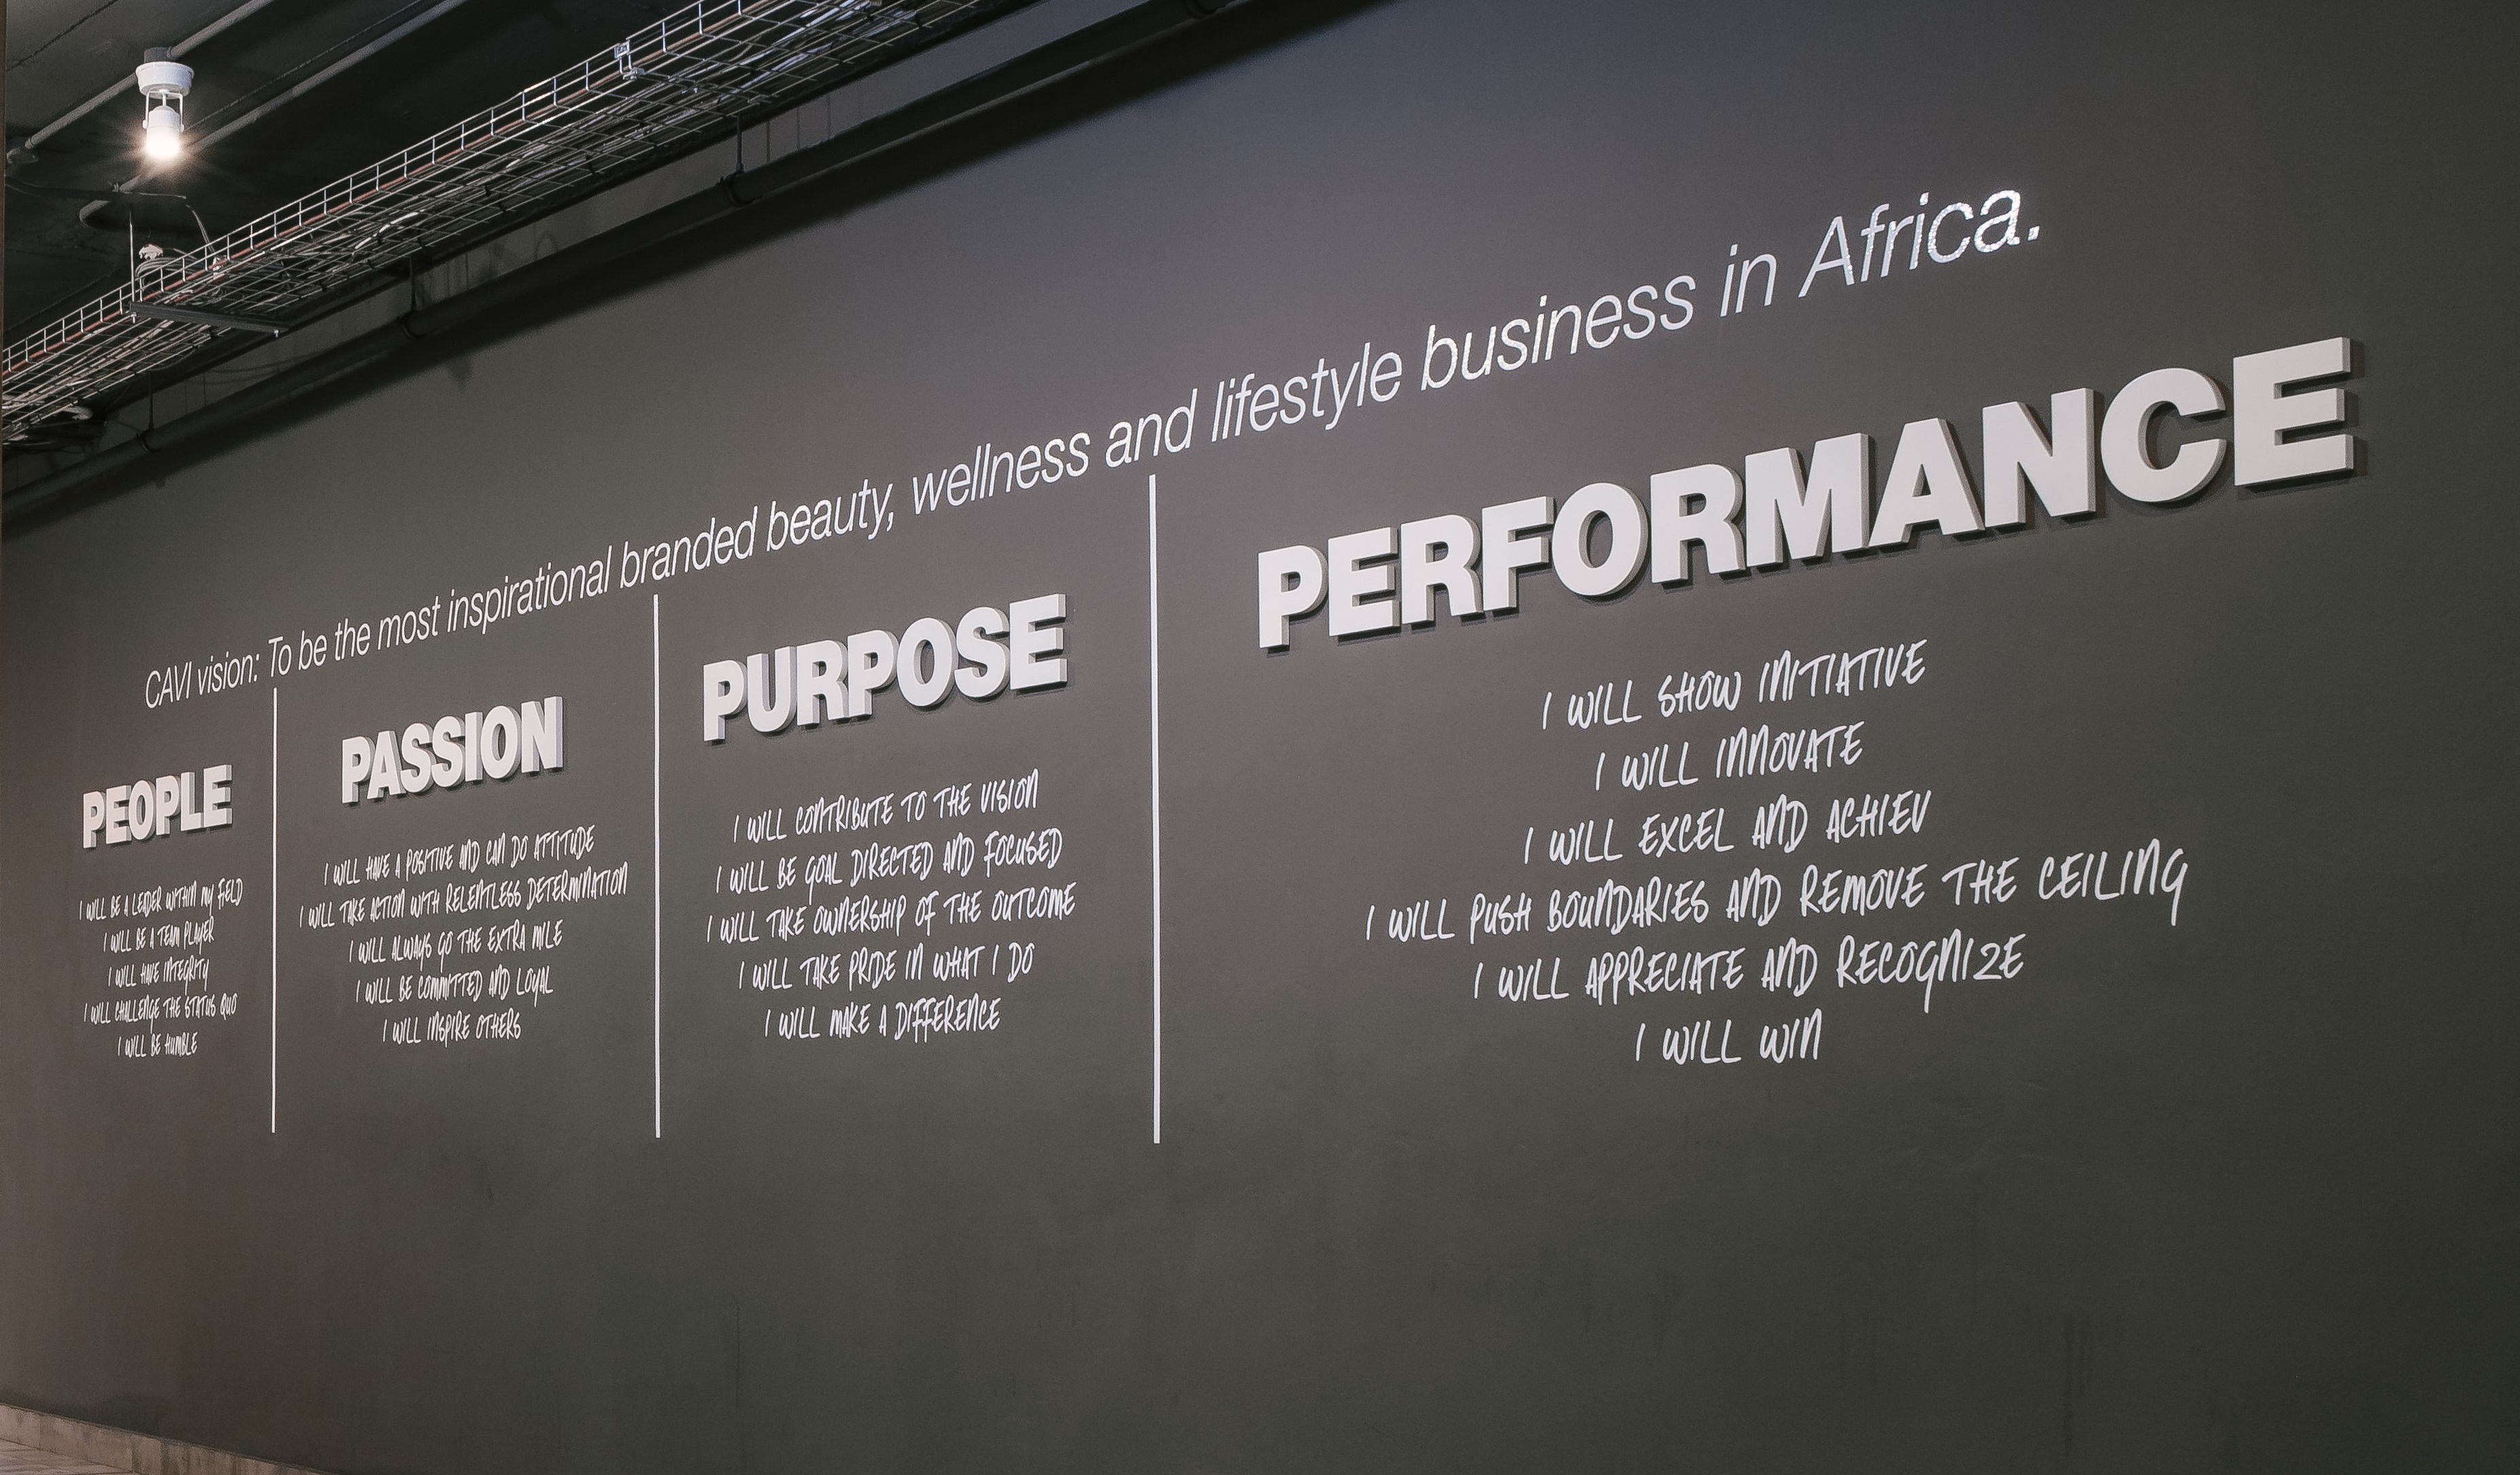 CAVI vision: To be the most inspirational branded beauty, wellness and lifestyle business in Africa.
PEOPLE
I WILL BE A LEADER WITHIN MY FIELD
I WILL BE A TEAM PLAYER
I WILL HAVE INTEGRITY
I WILL CHALLENGE THE STATUS QUO
I WILL BE HUMBLE
PASSION
I WILL HAVE A POSITIVE AND CAN DO ATTITUDE
I WILL TAKE ACTION WITH RELENTLESS DETERMINATION
I WILL ALWAYS GO THE EXTRA MILE
I WILL BE COMMITTED AND LOYAL
I WILL INSPIRE OTHERS
PURPOSE
I WILL CONTRIBUTE TO THE VISION
I WILL BE GOAL DIRECTED AND FOCUSED
I WILL TAKE OWNERSHIP OF THE OUTCOME
I WILL TAKE PRIDE IN WHAT I DO
I WILL MAKE A DIFFERENCE
PERFORMANCE
I WILL SHOW INITIATIVE
I WILL INNOVATE
I WILL EXCEL AND ACHIEV
I WILL PUSH BOUNDARIES AND REMOVE THE CEILING
I WILL APPRECIATE AND RECOGNIZE
I WILL WIN